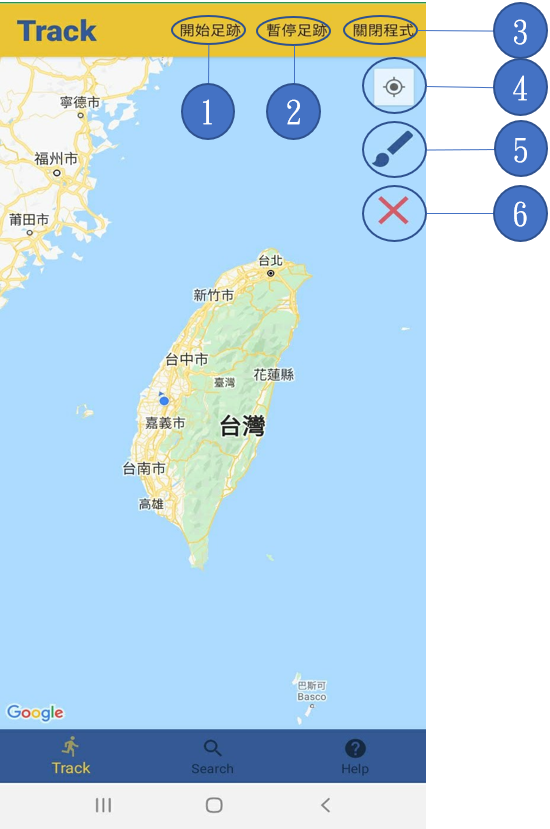 Track
開始足跡
暫停足跡
關閉程式
3
1
2
4
5
6
寧德市
福州市
莆田市
台北
新竹市
台中市
臺灣
花蓮縣
嘉義市
台灣
台南市
高雄
巴斯可
Basco
Google
Track
Search
Help